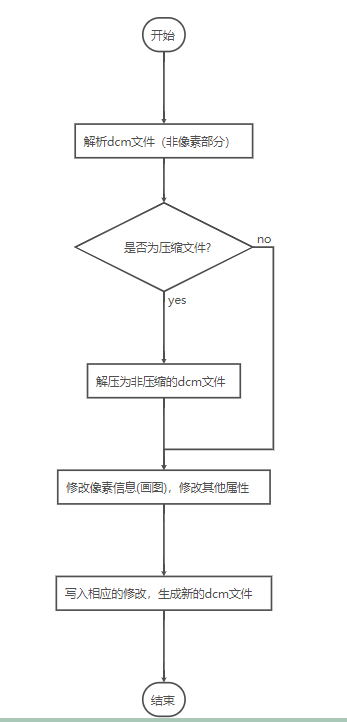 开始
解析dcm文件（非像素部分）
是否为压缩文件?
no
yes
解压为非压缩的dcm文件
修改像素信息(画图)，修改其他属性
写入相应的修改，生成新的dcm文件
结束